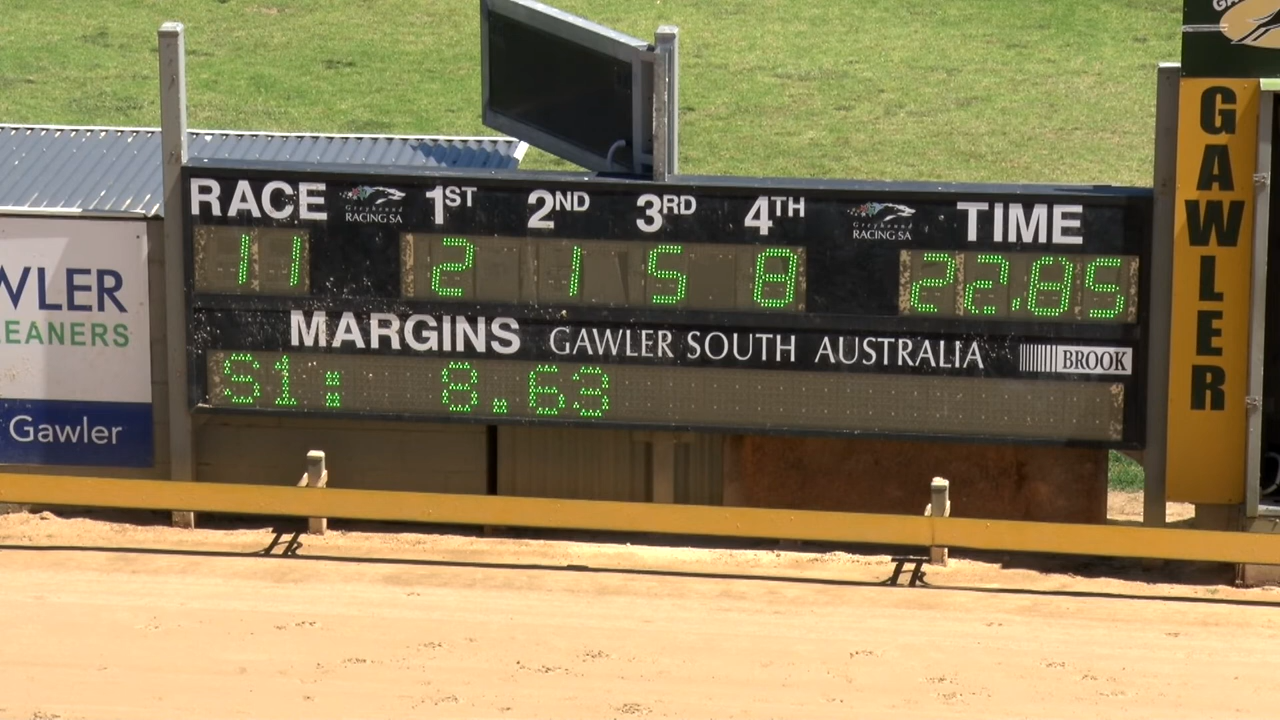 RACE 1ST 2ND 3RD 4TH TIME
Greyhound
RACING SA
Greyhound
RACING SA
11 2 1 5 8 22.85
MARGINS GAWLER SOUTH AUSTRALIA BROOK
S1: 8.63
WLER
EANERS
Gawler
GAWLER